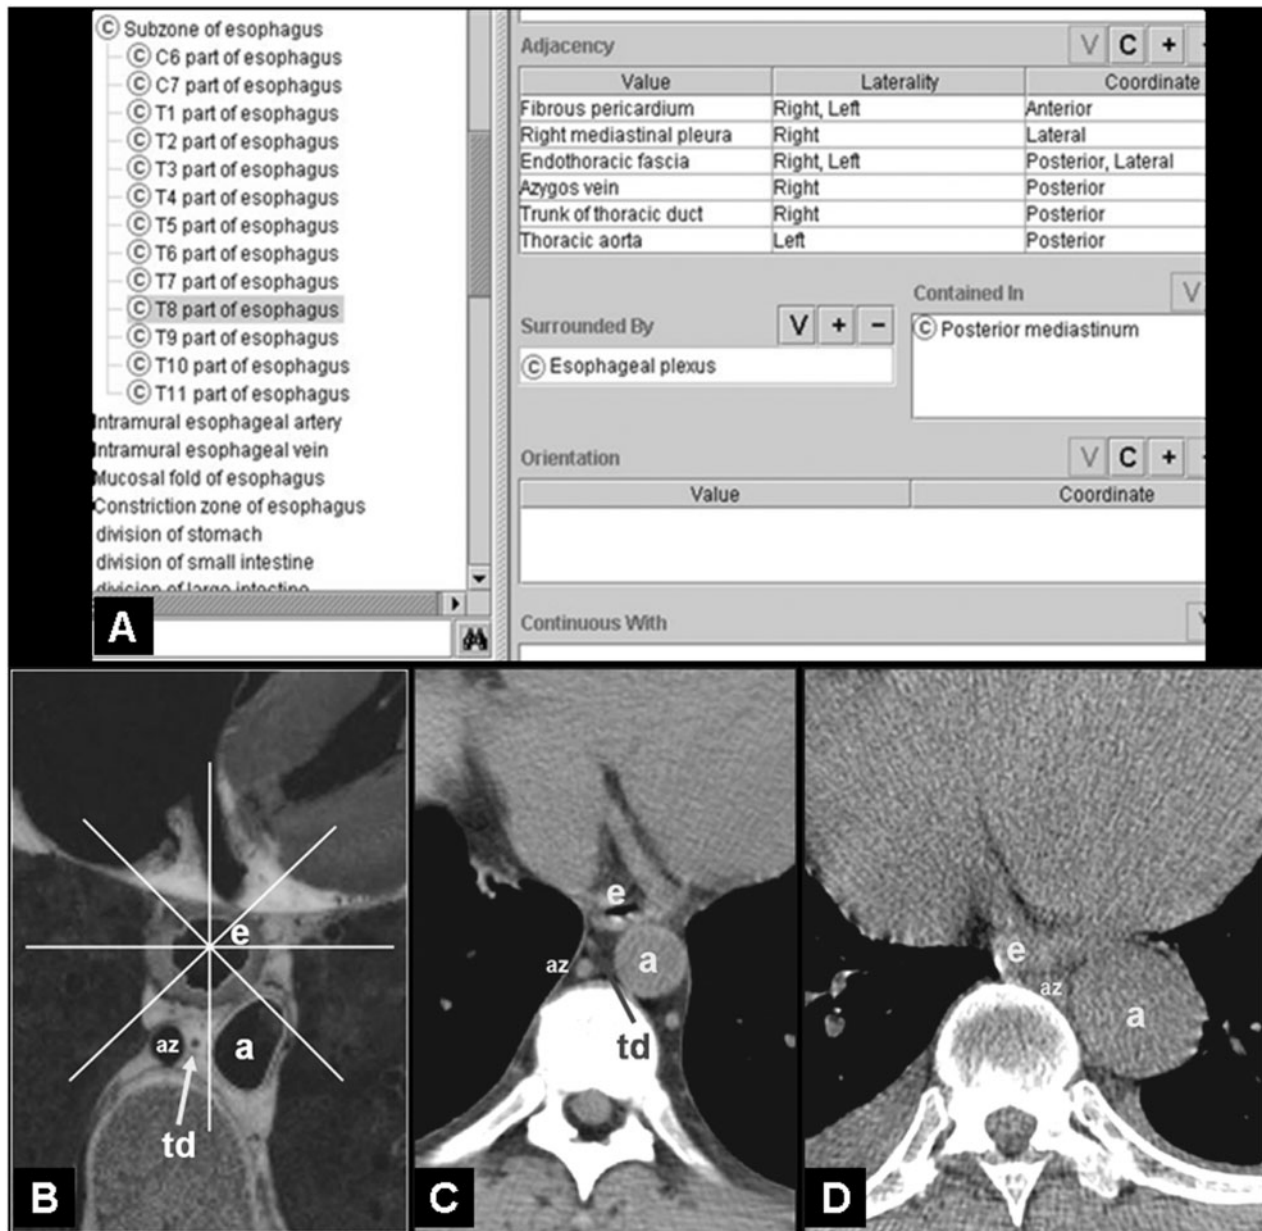 Subzone of esophagus
C C6 part of esophagus
C C7 part of esophagus
C T1 part of esophagus
C T2 part of esophagus
C T3 part of esophagus
C T4 part of esophagus
C T5 part of esophagus
C T6 part of esophagus
C T7 part of esophagus
C T8 part of esophagus
C T9 part of esophagus
C T10 part of esophagus
C T11 part of esophagus
Intramural esophageal artery
Intramural esophageal vein
Mucosal fold of esophagus
Constriction zone of esophagus
division of stomach
division of small intestine
division of large intestine
A
Adjacency V C + -
Value Laterality Coordinate
Fibrous pericardium Right, Left Anterior
Right mediastinal pleura Right Lateral
Endothoracic fascia Right, Left Posterior, Lateral
Azygos vein Right Posterior
Trunk of thoracic duct Right Posterior
Thoracic aorta Left Posterior
Surrounded By V + −
C Esophageal plexus
Contained In V
C Posterior mediastinum
Orientation V C + -
Value Coordinate
Continuous With V
e
az
a
td
B
e
az
a
td
C
e
az
a
D